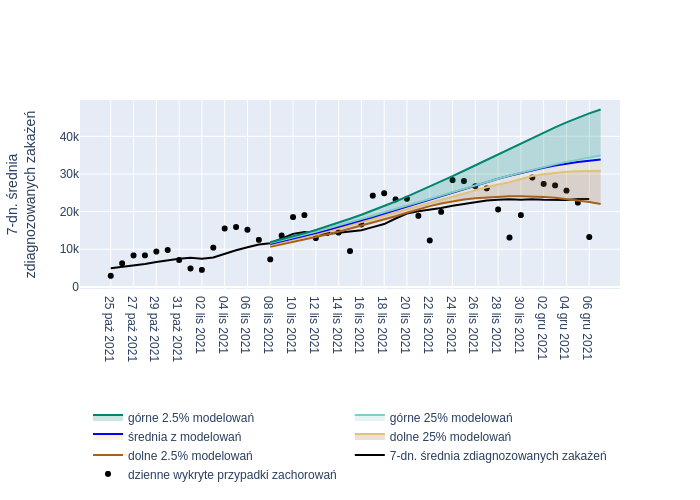 7-dn. średnia
zdiagnozowanych zakażeń
40k
30k
20k
10k
0
25 paź 2021
27 paź 2021
29 paź 2021
31 paź 2021
02 lis 2021
04 lis 2021
06 lis 2021
08 lis 2021
10 lis 2021
12 lis 2021
14 lis 2021
16 lis 2021
18 lis 2021
20 lis 2021
22 lis 2021
24 lis 2021
26 lis 2021
28 lis 2021
30 lis 2021
02 gru 2021
04 gru 2021
06 gru 2021
górne 2.5% modelowań
górne 25% modelowań
średnia z modelowań
dolne 25% modelowań
dolne 2.5% modelowań
7-dn. średnia zdiagnozowanych zakażeń
dzienne wykryte przypadki zachorowań